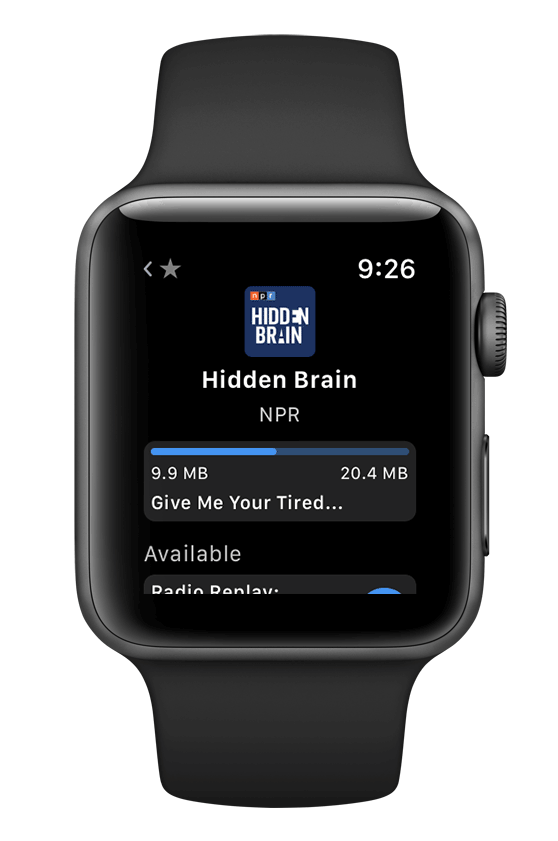 9:26
npr
HIDDEN
BRAIN
Hidden Brain
NPR
9.9 MB 20.4 MB
Give Me Your Tired...
Available
Radio Replay: